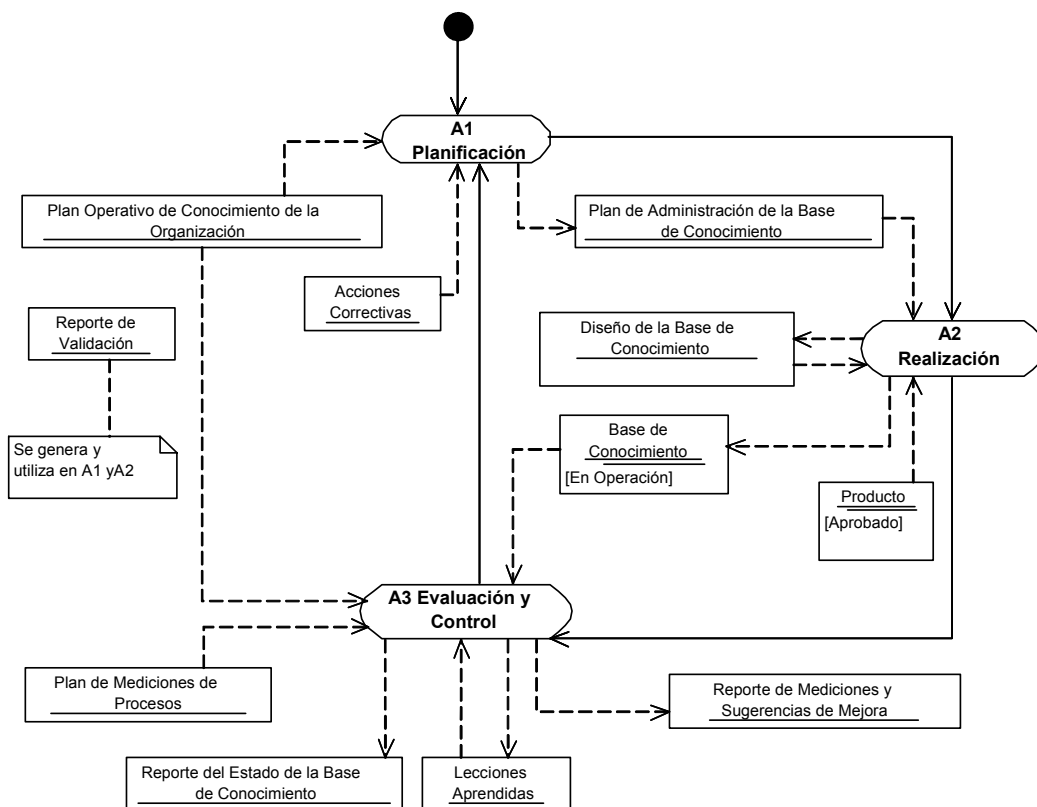 A1
Planificación
Plan Operativo de Conocimiento de la
Organización
Plan de Administración de la Base
de Conocimiento
Acciones
Correctivas
Reporte de
Validación
Diseño de la Base de
Conocimiento
A2
Realización
Se genera y
utiliza en A1 yA2
Base de
Conocimiento
[En Operación]
Producto
[Aprobado]
A3 Evaluación y
Control
Plan de Mediciones de
Procesos
Reporte de Mediciones y
Sugerencias de Mejora
Reporte del Estado de la Base
de Conocimiento
Lecciones
Aprendidas